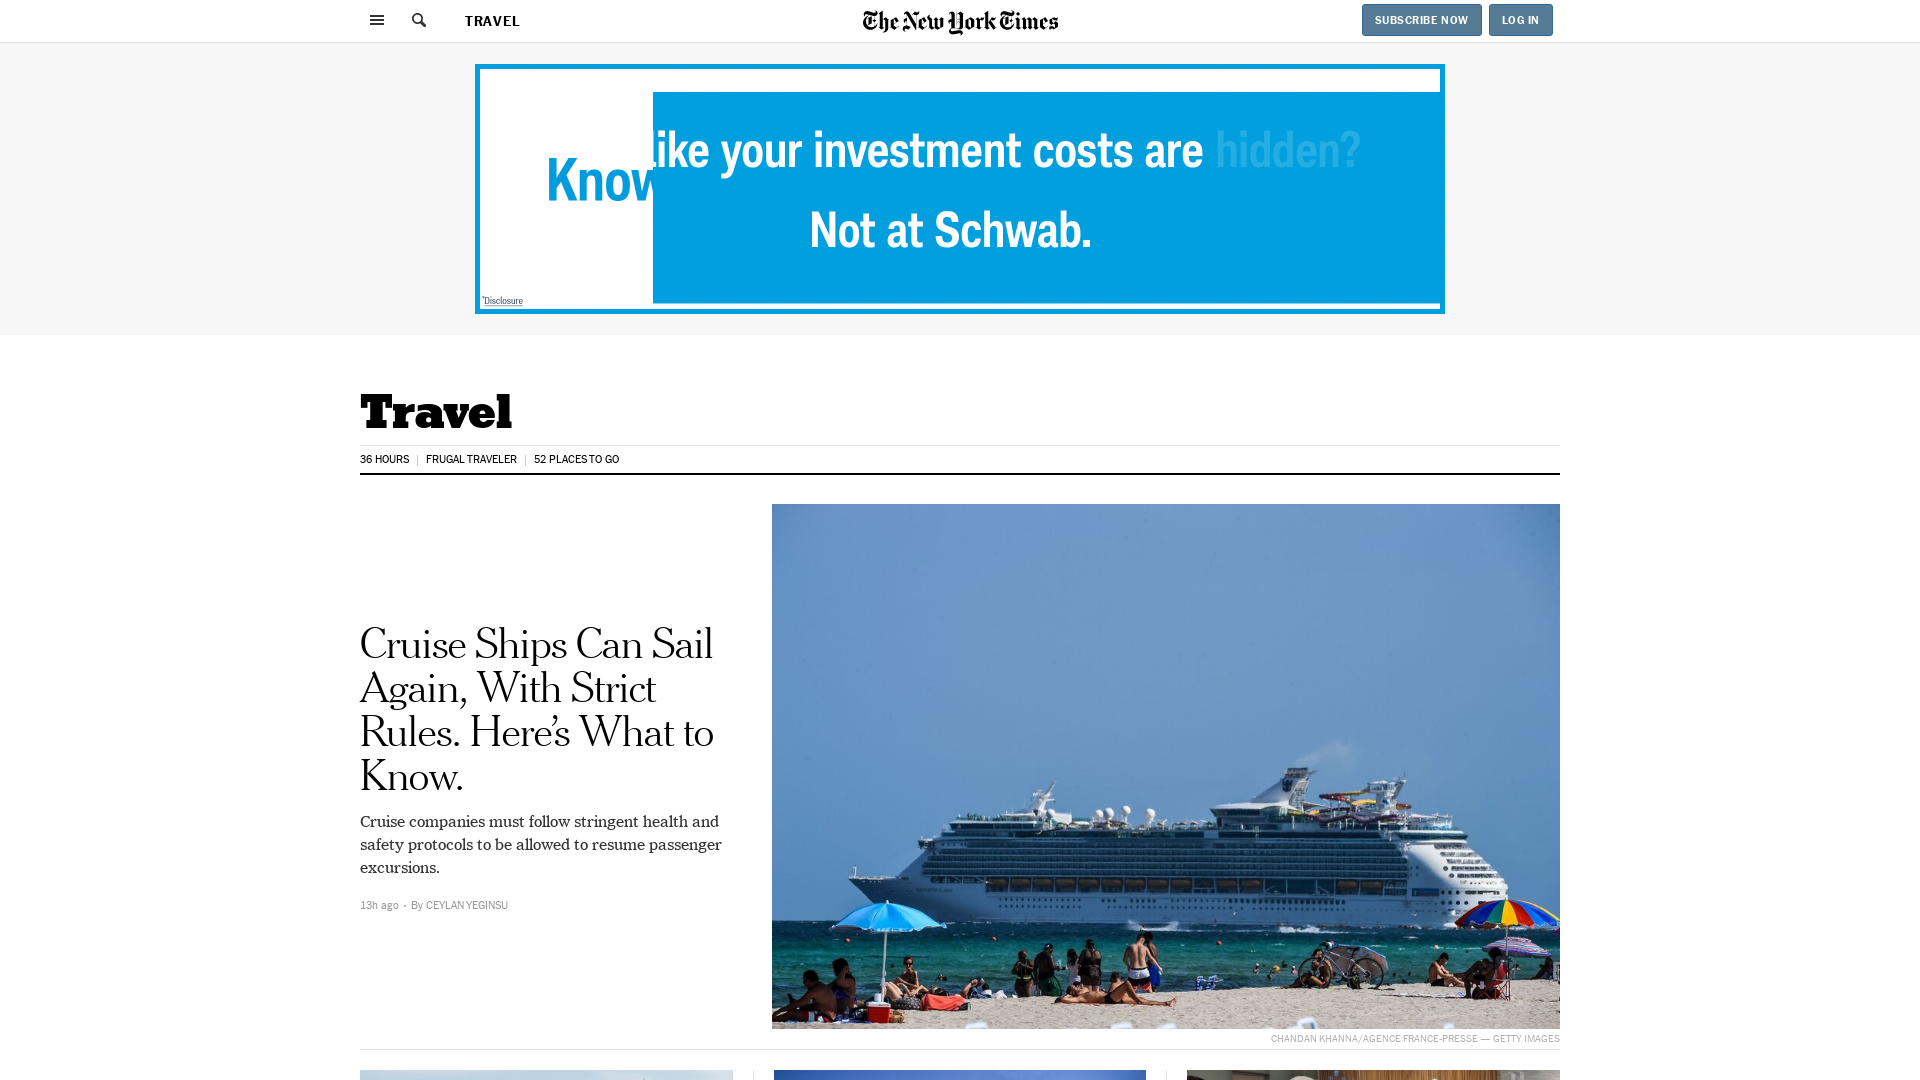 TRAVEL
The New York Times
SUBSCRIBE NOW
LOG IN
like your investment costs are hidden?
Know
Not at Schwab.
*Disclosure
Travel
36 HOURS
FRUGAL TRAVELER
52 PLACES TO GO
Cruise Ships Can Sail
Again, With Strict
Rules. Here’s What to
Know.
Cruise companies must follow stringent health and
safety protocols to be allowed to resume passenger
excursions.
13h ago · By CEYLAN YEGINSU
CHANDAN KHANNA/AGENCE FRANCE-PRESSE — GETTY IMAGES